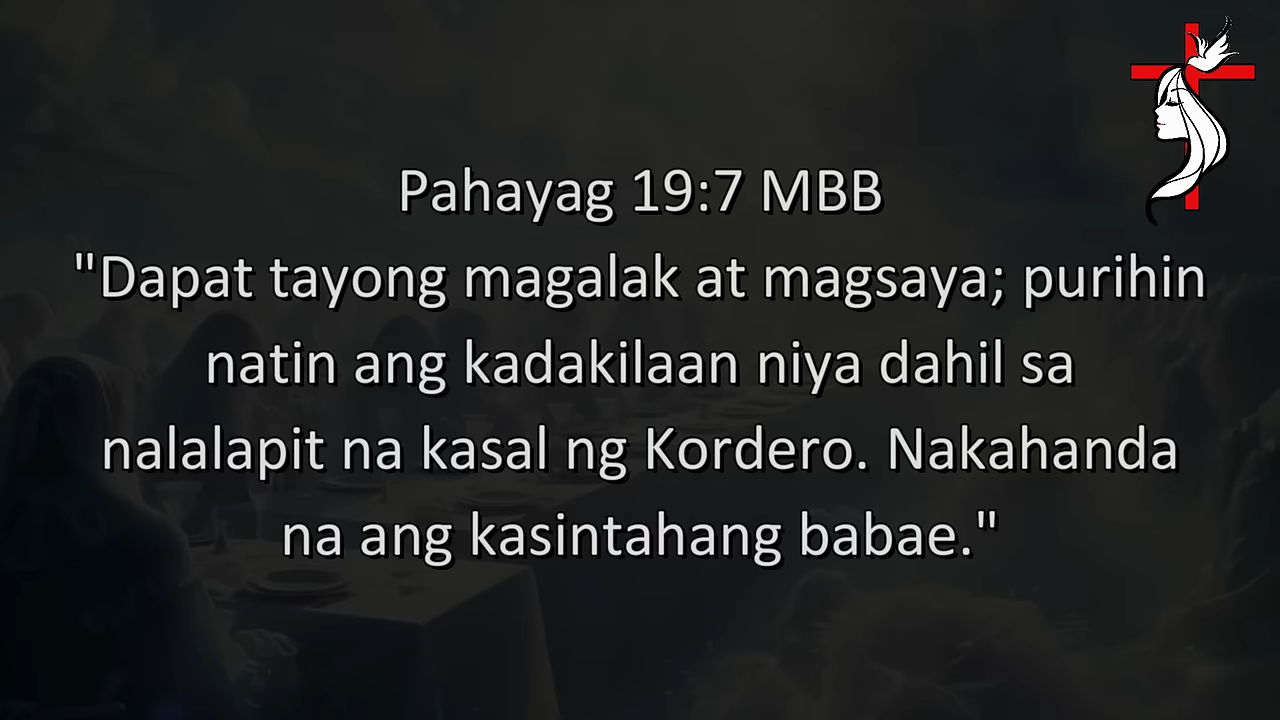 Pahayag 19:7 MBB
"Dapat tayong magalak at magsaya; purihin
natin ang kadakilaan niya dahil sa
nalalapit na kasal ng Kordero. Nakahanda
na ang kasintahang babae."